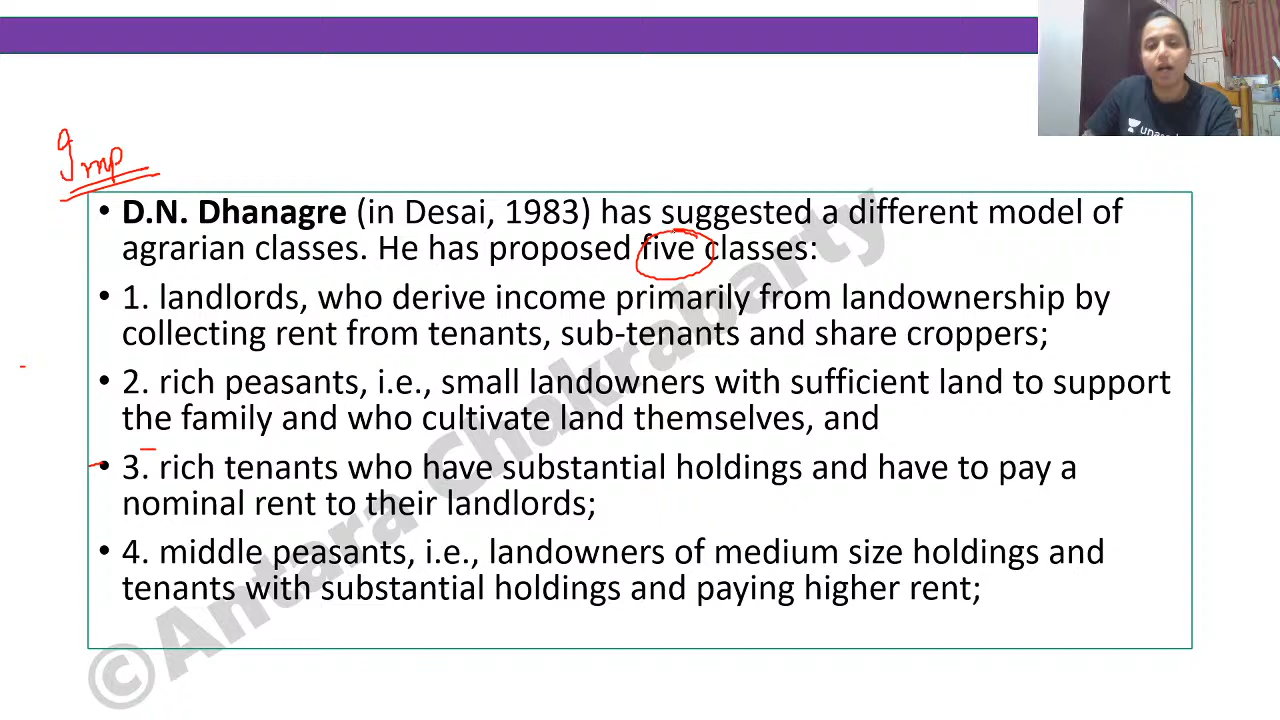 Imp
• D.N. Dhanagre (in Desai, 1983) has suggested a different model of
agrarian classes. He has proposed five classes:
• 1. landlords, who derive income primarily from landownership by
collecting rent from tenants, sub-tenants and share croppers;
• 2. rich peasants, i.e., small landowners with sufficient land to support
the family and who cultivate land themselves, and
• 3. rich tenants who have substantial holdings and have to pay a
nominal rent to their landlords;
• 4. middle peasants, i.e., landowners of medium size holdings and
tenants with substantial holdings and paying higher rent;
©Antara Chakrabarty